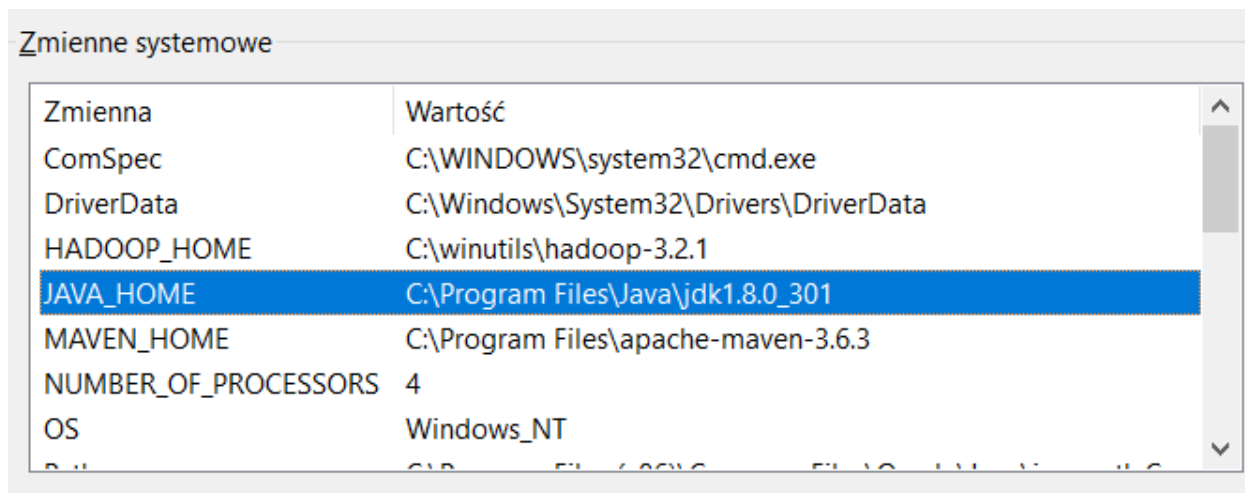 Zmienne systemowe
Zmienna Wartość
ComSpec C:\WINDOWS\system32\cmd.exe
DriverData C:\Windows\System32\Drivers\DriverData
HADOOP_HOME C:\winutils\hadoop-3.2.1
JAVA_HOME C:\Program Files\Java\jdk1.8.0_301
MAVEN_HOME C:\Program Files\apache-maven-3.6.3
NUMBER_OF_PROCESSORS 4
OS Windows_NT